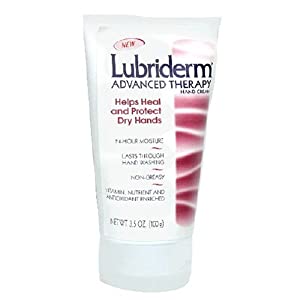 NEW
Lubriderm
ADVANCED THERAPY
HAND CREAM
Helps Heal
and Protect
Dry Hands
24-HOUR MOISTURE
LASTS THROUGH
HAND WASHING
NON-GREASY
VITAMIN, NUTRIENT AND
ANTIOXIDANT ENRICHED
NET WT. 3.5 OZ. (100g)